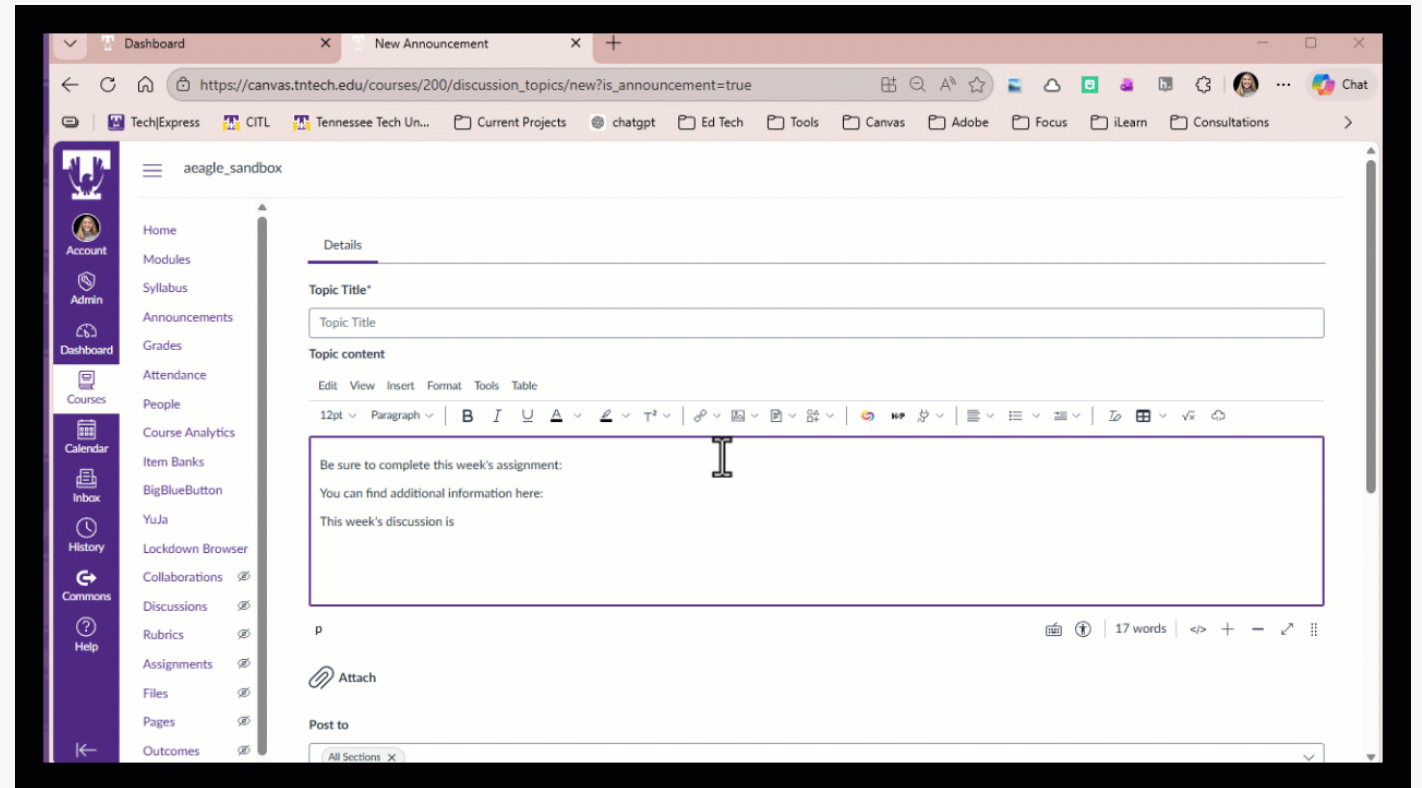 Dashboard
New Announcement
https://canvas.tntech.edu/courses/200/discussion_topics/new?is_announcement=true
Chat
Tech|Express CITL Tennessee Tech Un... Current Projects chatgpt Ed Tech Tools Canvas Adobe Focus iLearn Consultations
aeagle_sandbox
Account
Admin
Dashboard
Courses
Calendar
Inbox
History
Commons
Help
Home
Modules
Syllabus
Announcements
Grades
Attendance
People
Course Analytics
Item Banks
BigBlueButton
YuJa
Lockdown Browser
Collaborations
Discussions
Rubrics
Assignments
Files
Pages
Outcomes
Details
Topic Title*
Topic Title
Topic content
Edit View Insert Format Tools Table
12pt Paragraph B I U A T²
Be sure to complete this week's assignment:
You can find additional information here:
This week's discussion is
p
17 words </>
Attach
Post to
All Sections